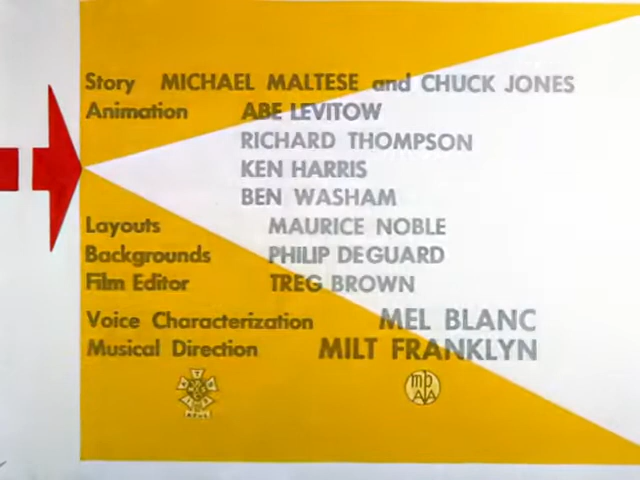 Story MICHAEL MALTESE and CHUCK JONES
Animation ABE LEVITOW
RICHARD THOMPSON
KEN HARRIS
BEN WASHAM
Layouts MAURICE NOBLE
Backgrounds PHILIP DEGUARD
Film Editor TREG BROWN
Voice Characterization MEL BLANC
Musical Direction MILT FRANKLYN